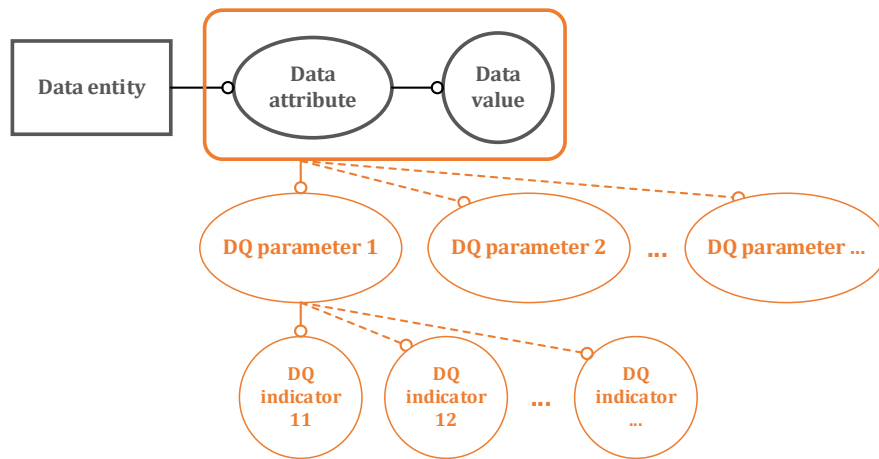 Data entity
Data
attribute
Data
value
DQ parameter 1
DQ parameter 2
...
DQ parameter ...
DQ
indicator
11
DQ
indicator
12
...
DQ
indicator
...